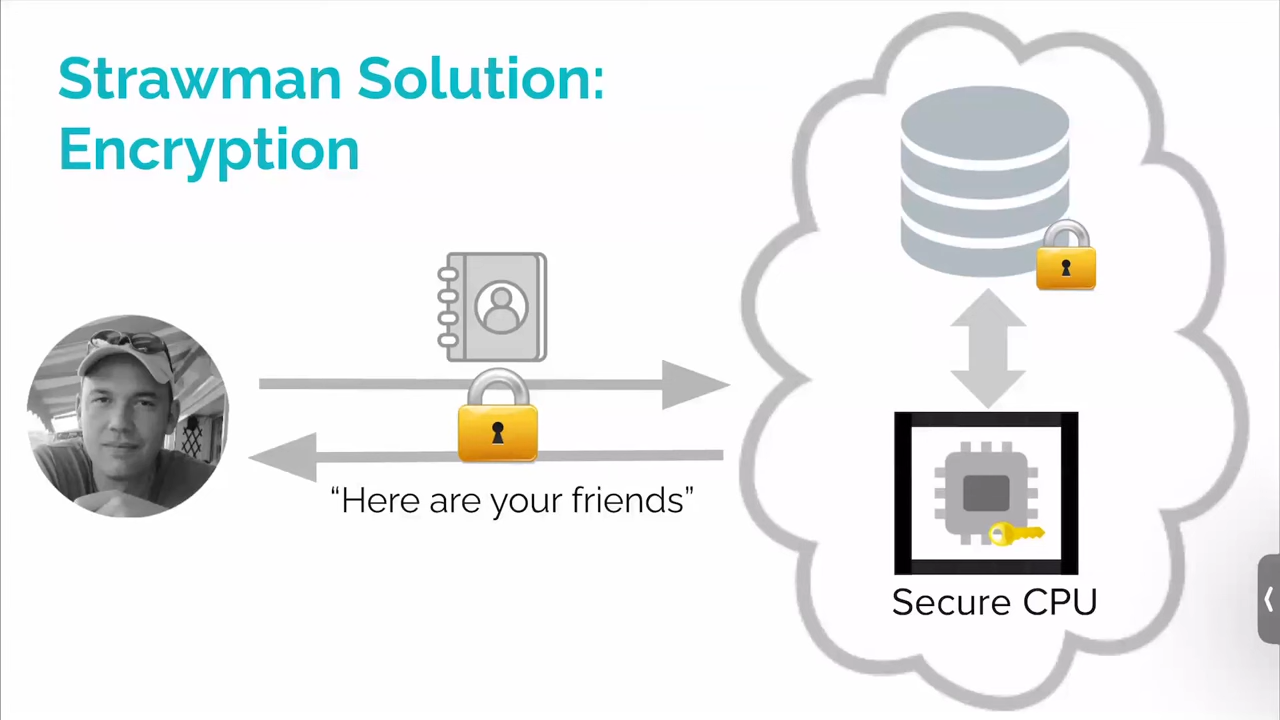 Strawman Solution:
Encryption
“Here are your friends”
Secure CPU